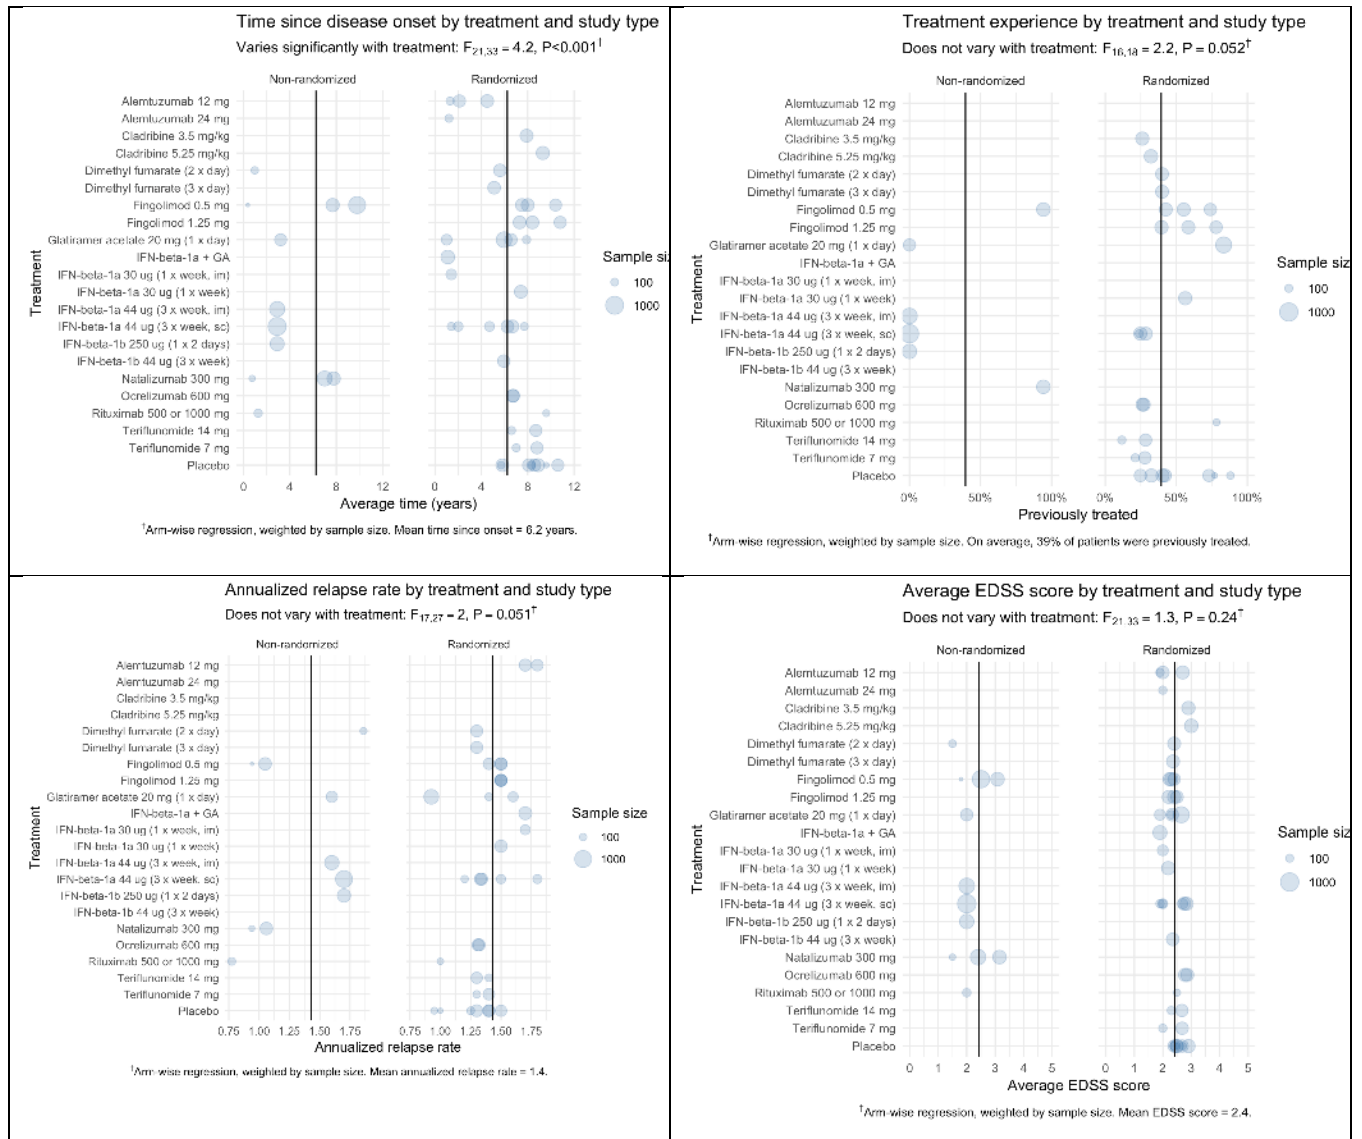 Time since disease onset by treatment and study type
Varies significantly with treatment: F21,33 = 4.2, P<0.001†
Non-randomized
Randomized
Treatment
Alemtuzumab 12 mg
Alemtuzumab 24 mg
Cladribine 3.5 mg/kg
Cladribine 5.25 mg/kg
Dimethyl fumarate (2 x day)
Dimethyl fumarate (3 x day)
Fingolimod 0.5 mg
Fingolimod 1.25 mg
Glatiramer acetate 20 mg (1 x day)
IFN-beta-1a + GA
IFN-beta-1a 30 ug (1 x week, im)
IFN-beta-1a 30 ug (1 x week)
IFN-beta-1a 44 ug (3 x week, im)
IFN-beta-1a 44 ug (3 x week, sc)
IFN-beta-1b 250 ug (1 x 2 days)
IFN-beta-1b 44 ug (3 x week)
Natalizumab 300 mg
Ocrelizumab 600 mg
Rituximab 500 or 1000 mg
Teriflunomide 14 mg
Teriflunomide 7 mg
Placebo
0 4 8 12 0 4 8 12
Average time (years)
Sample siz
100
1000
†Arm-wise regression, weighted by sample size. Mean time since onset = 6.2 years.
Treatment experience by treatment and study type
Does not vary with treatment: F16,18 = 2.2, P = 0.052†
Non-randomized
Randomized
Treatment
Alemtuzumab 12 mg
Alemtuzumab 24 mg
Cladribine 3.5 mg/kg
Cladribine 5.25 mg/kg
Dimethyl fumarate (2 x day)
Dimethyl fumarate (3 x day)
Fingolimod 0.5 mg
Fingolimod 1.25 mg
Glatiramer acetate 20 mg (1 x day)
IFN-beta-1a + GA
IFN-beta-1a 30 ug (1 x week, im)
IFN-beta-1a 30 ug (1 x week)
IFN-beta-1a 44 ug (3 x week, im)
IFN-beta-1a 44 ug (3 x week, sc)
IFN-beta-1b 250 ug (1 x 2 days)
IFN-beta-1b 44 ug (3 x week)
Natalizumab 300 mg
Ocrelizumab 600 mg
Rituximab 500 or 1000 mg
Teriflunomide 14 mg
Teriflunomide 7 mg
Placebo
0% 50% 100% 0% 50% 100%
Previously treated
Sample siz
100
1000
†Arm-wise regression, weighted by sample size. On average, 39% of patients were previously treated.
Annualized relapse rate by treatment and study type
Does not vary with treatment: F17,27 = 2, P = 0.051†
Non-randomized
Randomized
Treatment
Alemtuzumab 12 mg
Alemtuzumab 24 mg
Cladribine 3.5 mg/kg
Cladribine 5.25 mg/kg
Dimethyl fumarate (2 x day)
Dimethyl fumarate (3 x day)
Fingolimod 0.5 mg
Fingolimod 1.25 mg
Glatiramer acetate 20 mg (1 x day)
IFN-beta-1a + GA
IFN-beta-1a 30 ug (1 x week, im)
IFN-beta-1a 30 ug (1 x week)
IFN-beta-1a 44 ug (3 x week, im)
IFN-beta-1a 44 ug (3 x week, sc)
IFN-beta-1b 250 ug (1 x 2 days)
IFN-beta-1b 44 ug (3 x week)
Natalizumab 300 mg
Ocrelizumab 600 mg
Rituximab 500 or 1000 mg
Teriflunomide 14 mg
Teriflunomide 7 mg
Placebo
0.75 1.00 1.25 1.50 1.75 0.75 1.00 1.25 1.50 1.75
Annualized relapse rate
Sample size
100
1000
†Arm-wise regression, weighted by sample size. Mean annualized relapse rate = 1.4.
Average EDSS score by treatment and study type
Does not vary with treatment: F21,33 = 1.3, P = 0.24†
Non-randomized
Randomized
Treatment
Alemtuzumab 12 mg
Alemtuzumab 24 mg
Cladribine 3.5 mg/kg
Cladribine 5.25 mg/kg
Dimethyl fumarate (2 x day)
Dimethyl fumarate (3 x day)
Fingolimod 0.5 mg
Fingolimod 1.25 mg
Glatiramer acetate 20 mg (1 x day)
IFN-beta-1a + GA
IFN-beta-1a 30 ug (1 x week, im)
IFN-beta-1a 30 ug (1 x week)
IFN-beta-1a 44 ug (3 x week, im)
IFN-beta-1a 44 ug (3 x week, sc)
IFN-beta-1b 250 ug (1 x 2 days)
IFN-beta-1b 44 ug (3 x week)
Natalizumab 300 mg
Ocrelizumab 600 mg
Rituximab 500 or 1000 mg
Teriflunomide 14 mg
Teriflunomide 7 mg
Placebo
0 1 2 3 4 5 0 1 2 3 4 5
Average EDSS score
Sample siz
100
1000
†Arm-wise regression, weighted by sample size. Mean EDSS score = 2.4.